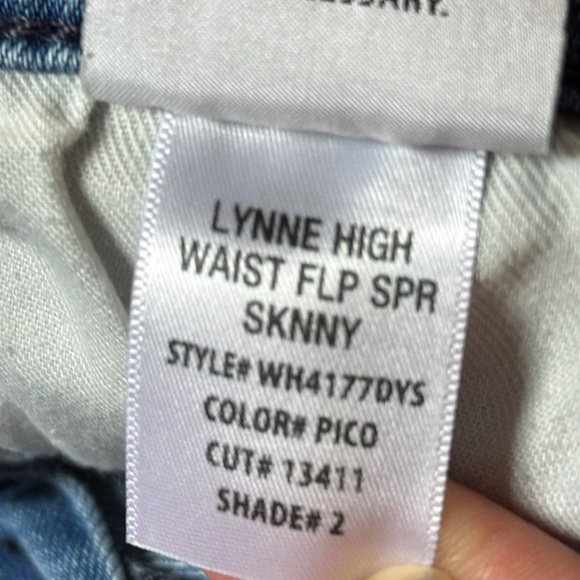 LYNNE HIGH
WAIST FLP SPR
SKNNY
STYLE# WH4177DYS
COLOR# PICO
CUT# 13411
SHADE# 2